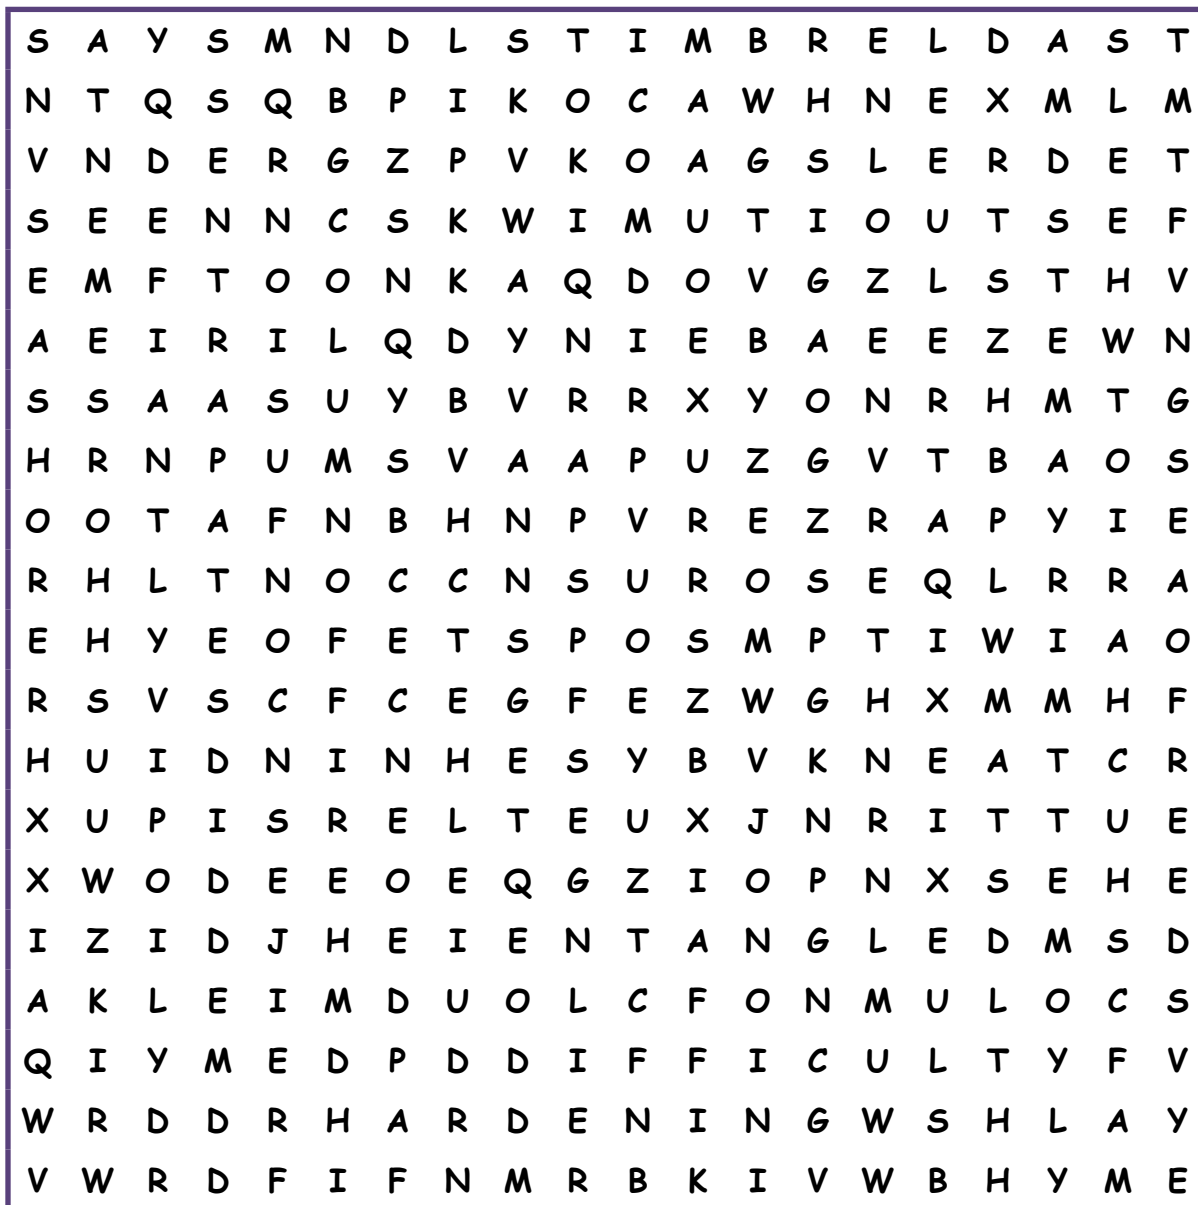 S A Y S M N D L S T I M B R E L D A S T
N T Q S Q B P I K O C A W H N E X M L M
V N D E R G Z P V K O A G S L E R D E T
S E E N N C S K W I M U T I O U T S E F
E M F T O O N K A Q D O V G Z L S T H V
A E I R I L Q D Y N I E B A E E Z E W N
S S A A S U Y B V R R X Y O N R H M T G
H R N P U M S V A A P U Z G V T B A O S
O O T A F N B H N P V R E Z R A P Y I E
R H L T N O C C N S U R O S E Q L R R A
E H Y E O F E T S P O S M P T I W I A O
R S V S C F C E G F E Z W G H X M M H F
H U I D N I N H E S Y B V K N E A T C R
X U P I S R E L T E U X J N R I T T U E
X W O D E E O E Q G Z I O P N X S E H E
I Z I D J H E I E N T A N G L E D M S D
A K L E I M D U O L C F O N M U L O C S
Q I Y M E D P D D I F F I C U L T Y F V
W R D D R H A R D E N I N G W S H L A Y
V W R D F I F N M R B K I V W B H Y M E